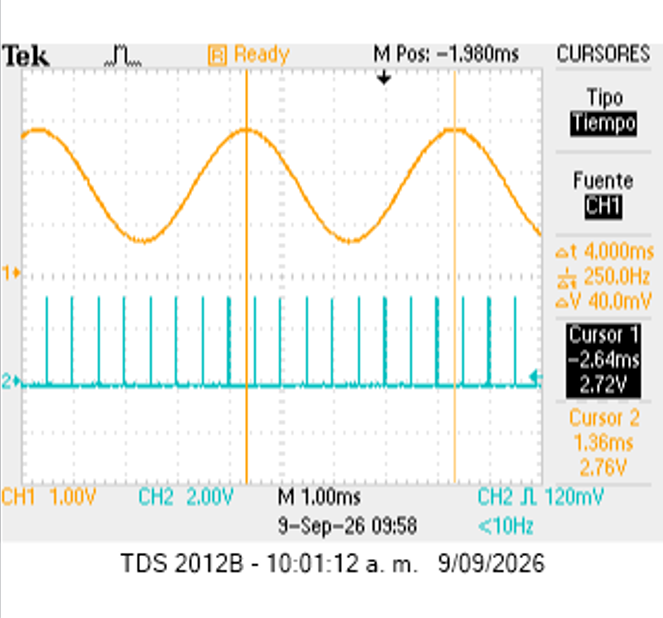 Tek R Ready M Pos: −1.980ms CURSORES
Tipo
Tiempo
Fuente
CH1
Δt 4.000ms
1/Δt 250.0Hz
ΔV 40.0mV
1
Cursor 1
−2.64ms
2.72V
2
Cursor 2
1.36ms
2.76V
CH1 1.00V CH2 2.00V M 1.00ms CH2 120mV
9−Sep−26 09:58 <10Hz
TDS 2012B - 10:01:12 a. m. 9/09/2026